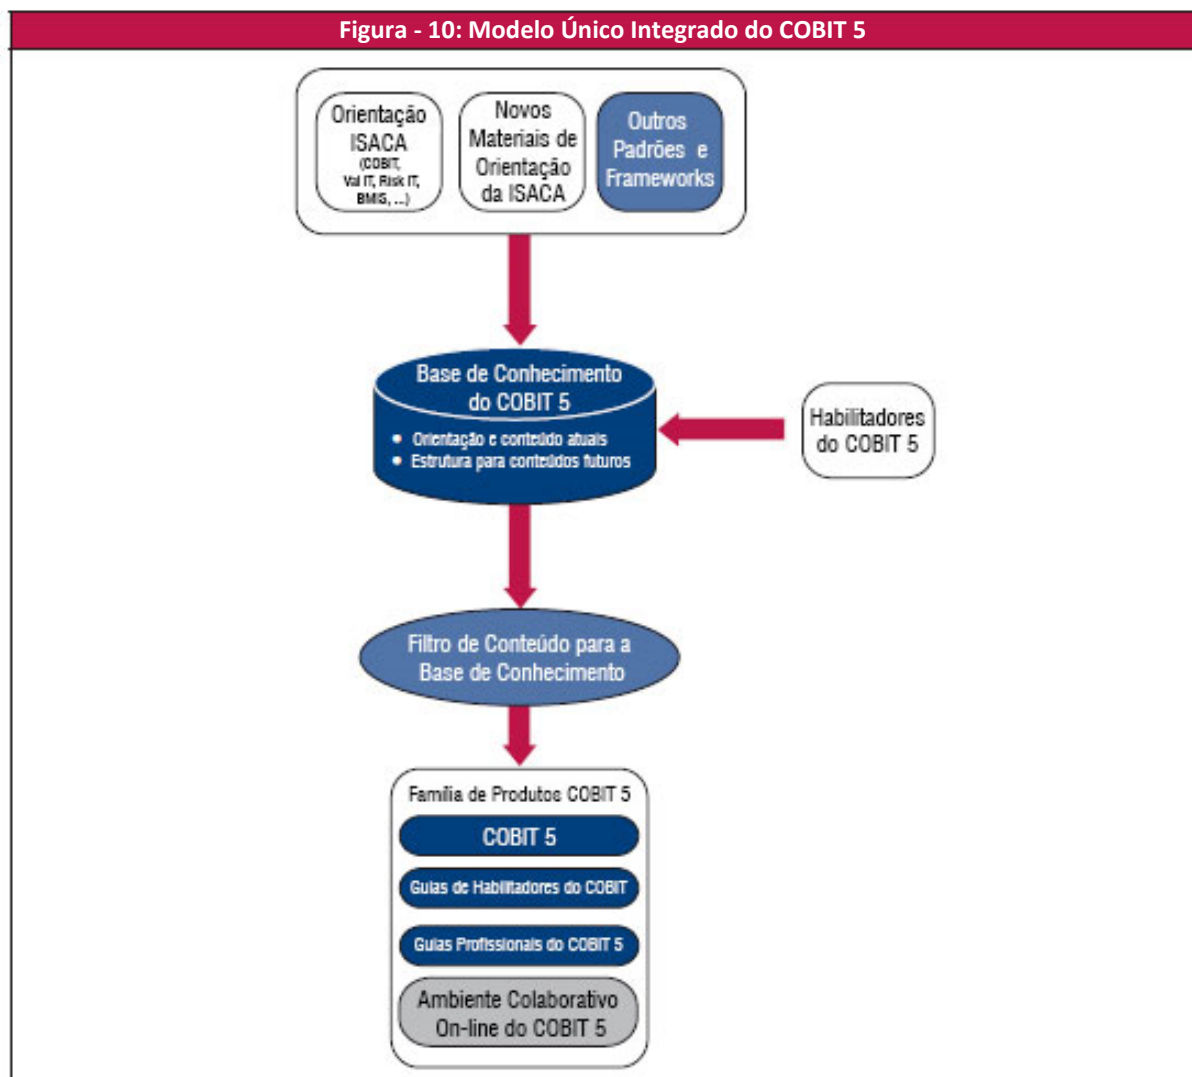 Figura - 10: Modelo Único Integrado do COBIT 5
Orientação
ISACA
(COBIT,
Val IT, Risk IT,
BMIS, ...)
Novos
Materiais de
Orientação
da ISACA
Outros
Padrões e
Frameworks
Base de Conhecimento
do COBIT 5
• Orientação e conteúdo atuais
• Estrutura para conteúdos futuros
Habilitadores
do COBIT 5
Filtro de Conteúdo para a
Base de Conhecimento
Família de Produtos COBIT 5
COBIT 5
Guias de Habilitadores do COBIT
Guias Profissionais do COBIT 5
Ambiente Colaborativo
On-line do COBIT 5